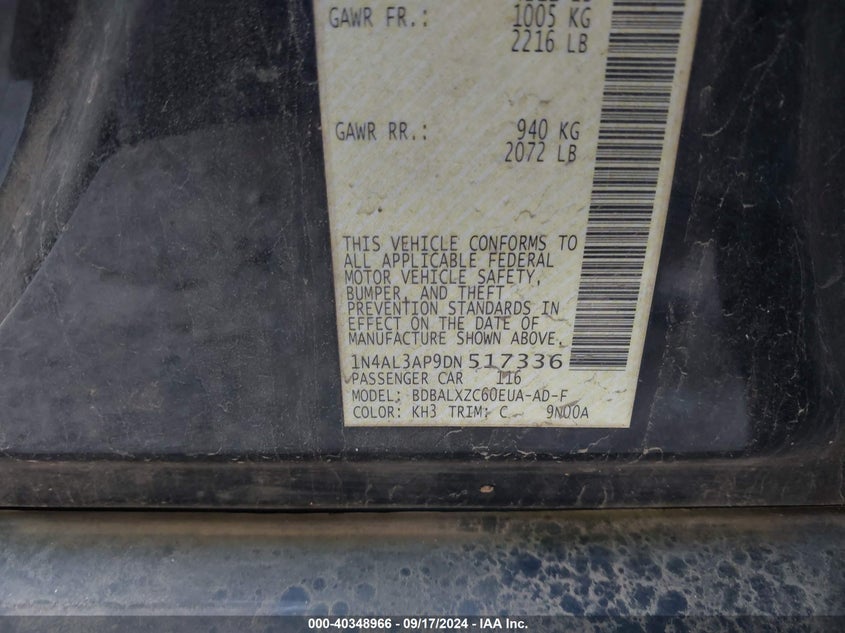 GAWR FR.: 1005 KG
2216 LB
GAWR RR.: 940 KG
2072 LB
THIS VEHICLE CONFORMS TO
ALL APPLICABLE FEDERAL
MOTOR VEHICLE SAFETY,
BUMPER, AND THEFT
PREVENTION STANDARDS IN
EFFECT ON THE DATE OF
MANUFACTURE SHOWN ABOVE.
1N4AL3AP9DN517336
PASSENGER CAR 116
MODEL: BDBALXZC60EUA-AD-F
COLOR: KH3 TRIM: C 9N00A
000-40348966 - 09/17/2024 - IAA Inc.